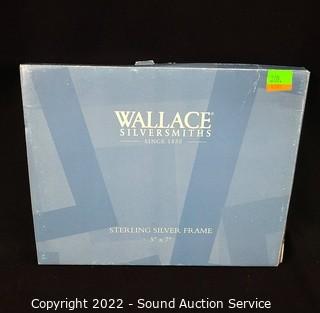 WALLACE®
SILVERSMITHS
SINCE 1835
STERLING SILVER FRAME
5" x 7"
Copyright 2022 - Sound Auction Service